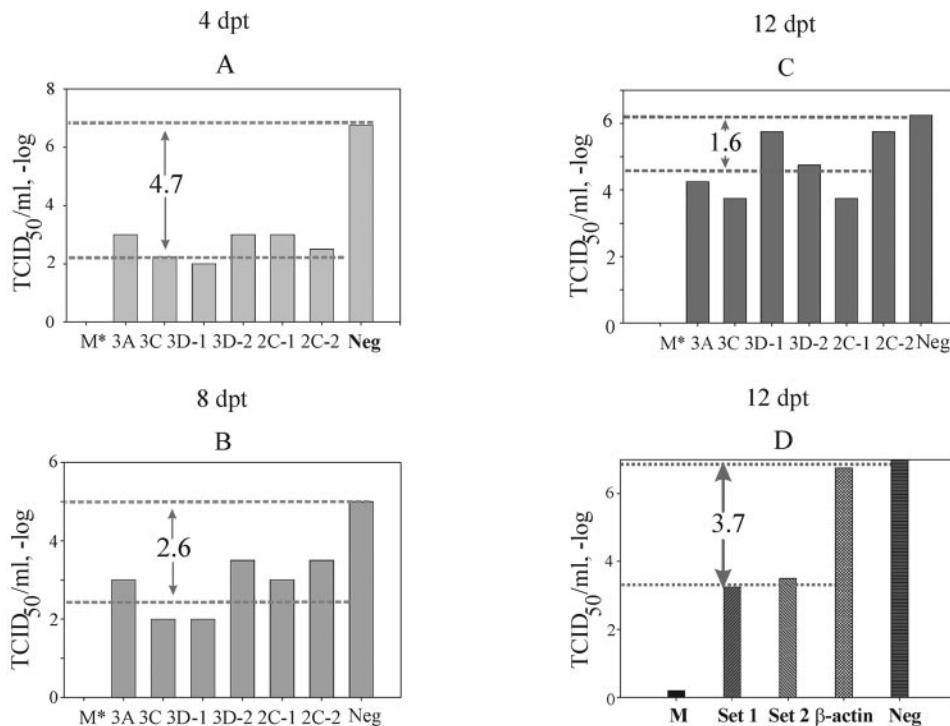 4 dpt
A
TCID50/ml, -log
8
6
4
2
0
4.7
M* 3A 3C 3D-1 3D-2 2C-1 2C-2 Neg
12 dpt
C
TCID50/ml, -log
6
4
2
0
1.6
M* 3A 3C 3D-1 3D-2 2C-1 2C-2 Neg
8 dpt
B
TCID50/ml, -log
6
4
2
0
2.6
M* 3A 3C 3D-1 3D-2 2C-1 2C-2 Neg
12 dpt
D
TCID50/ml, -log
6
4
2
0
3.7
M Set 1 Set 2 β-actin Neg